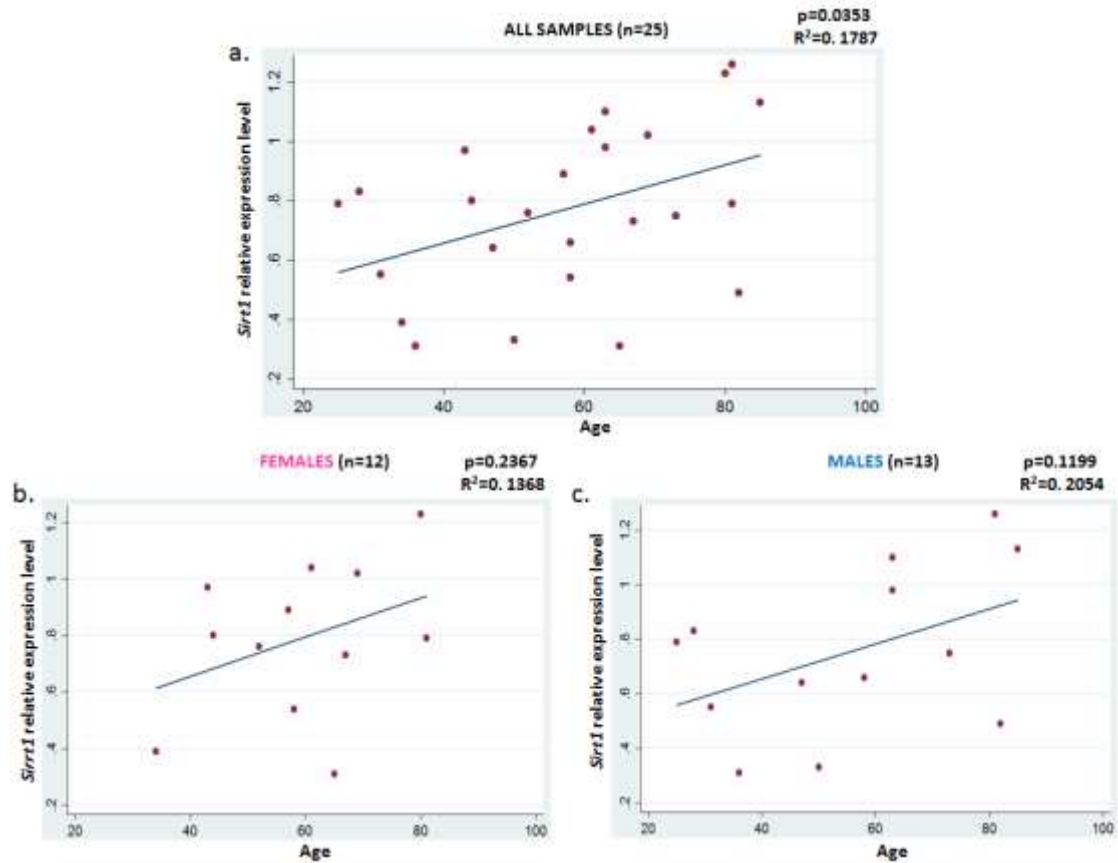 ALL SAMPLES (n=25)
p=0.0353
R²=0. 1787
a.
Sirt1 relative expression level
1.2
1
.8
.6
.4
.2
20 40 60 80 100
Age
FEMALES (n=12)
p=0.2367
R²=0. 1368
b.
Sirrt1 relative expression level
1.2
1
.8
.6
.4
.2
20 40 60 80 100
Age
MALES (n=13)
p=0.1199
R²=0. 2054
c.
Sirt1 relative expression level
1.2
1
.8
.6
.4
.2
20 40 60 80 100
Age